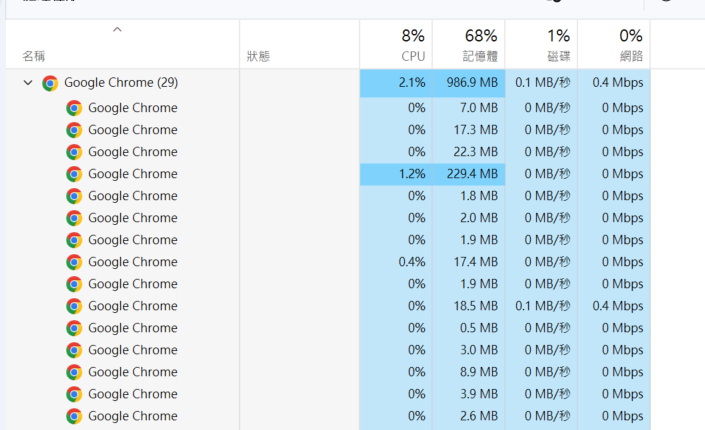 8% 68% 1% 0%
名稱 狀態 CPU 記憶體 磁碟 網路
Google Chrome (29) 2.1% 986.9 MB 0.1 MB/秒 0.4 Mbps
Google Chrome 0% 7.0 MB 0 MB/秒 0 Mbps
Google Chrome 0% 17.3 MB 0 MB/秒 0 Mbps
Google Chrome 0% 22.3 MB 0 MB/秒 0 Mbps
Google Chrome 1.2% 229.4 MB 0 MB/秒 0 Mbps
Google Chrome 0% 1.8 MB 0 MB/秒 0 Mbps
Google Chrome 0% 2.0 MB 0 MB/秒 0 Mbps
Google Chrome 0% 1.9 MB 0 MB/秒 0 Mbps
Google Chrome 0.4% 17.4 MB 0 MB/秒 0 Mbps
Google Chrome 0% 1.9 MB 0 MB/秒 0 Mbps
Google Chrome 0% 18.5 MB 0.1 MB/秒 0.4 Mbps
Google Chrome 0% 0.5 MB 0 MB/秒 0 Mbps
Google Chrome 0% 3.0 MB 0 MB/秒 0 Mbps
Google Chrome 0% 8.9 MB 0 MB/秒 0 Mbps
Google Chrome 0% 3.9 MB 0 MB/秒 0 Mbps
Google Chrome 0% 2.6 MB 0 MB/秒 0 Mbps